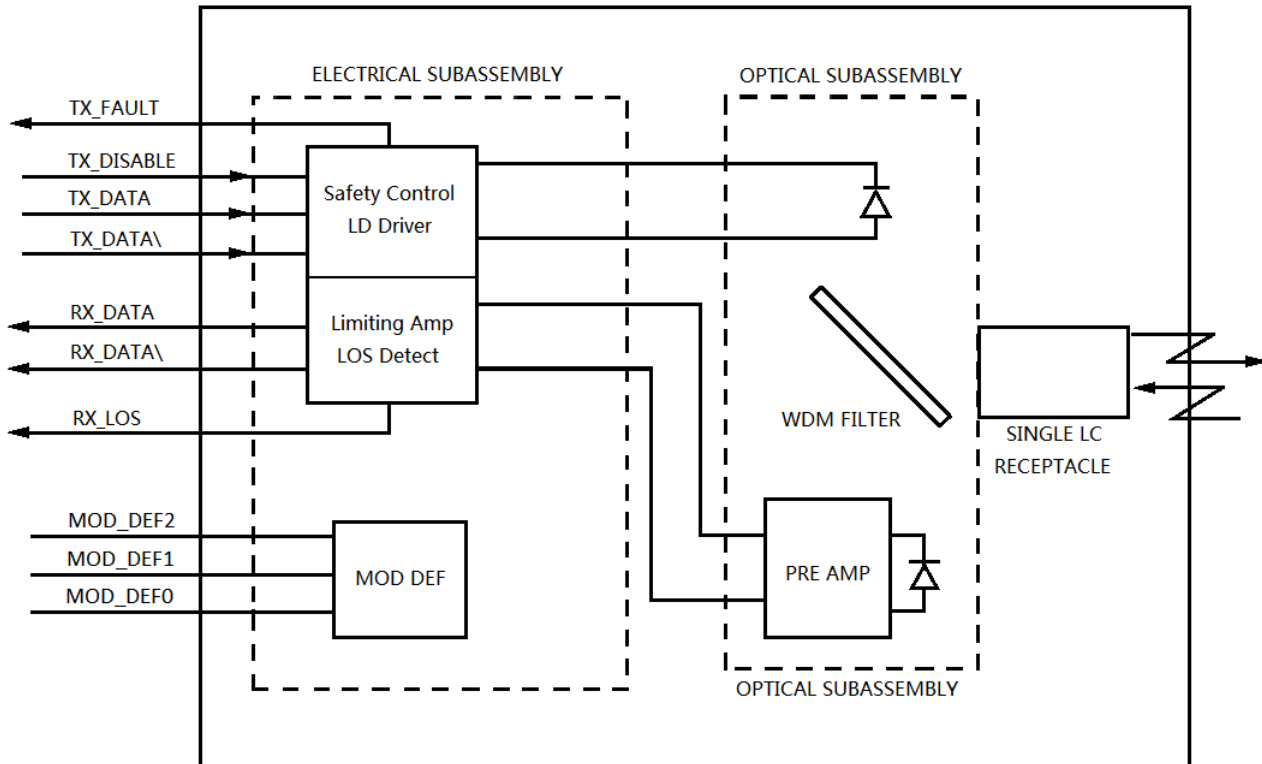 ELECTRICAL SUBASSEMBLY
OPTICAL SUBASSEMBLY
TX_FAULT
TX_DISABLE
TX_DATA
TX_DATA\
Safety Control
LD Driver
RX_DATA
RX_DATA\
Limiting Amp
LOS Detect
RX_LOS
WDM FILTER
SINGLE LC
RECEPTACLE
MOD_DEF2
MOD_DEF1
MOD_DEF0
MOD DEF
PRE AMP
OPTICAL SUBASSEMBLY